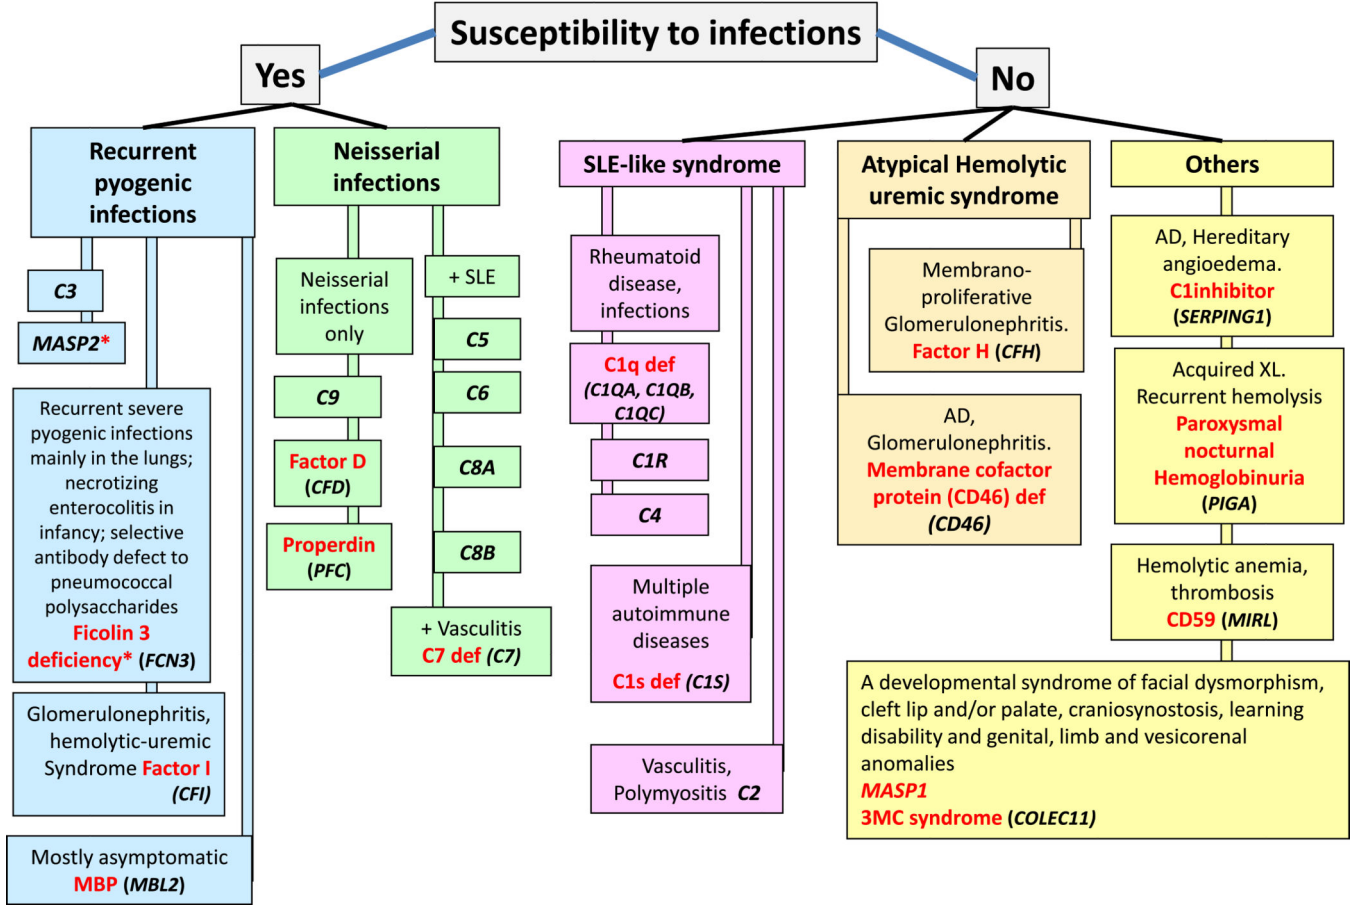 Susceptibility to infections
Yes
No
Recurrent
pyogenic
infections
C3
MASP2*
Recurrent severe
pyogenic infections
mainly in the lungs;
necrotizing
enterocolitis in
infancy; selective
antibody defect to
pneumococcal
polysaccharides
Ficolin 3
deficiency* (FCN3)
Glomerulonephritis,
hemolytic-uremic
Syndrome Factor I
(CFI)
Mostly asymptomatic
MBP (MBL2)
Neisserial
infections
Neisserial
infections
only
C9
Factor D
(CFD)
Properdin
(PFC)
+ SLE
C5
C6
C8A
C8B
+ Vasculitis
C7 def (C7)
SLE-like syndrome
Rheumatoid
disease,
infections
C1q def
(C1QA, C1QB,
C1QC)
C1R
C4
Multiple
autoimmune
diseases
C1s def (C1S)
Vasculitis,
Polymyositis C2
Atypical Hemolytic
uremic syndrome
Membrano-
proliferative
Glomerulonephritis.
Factor H (CFH)
AD,
Glomerulonephritis.
Membrane cofactor
protein (CD46) def
(CD46)
Others
AD, Hereditary
angioedema.
C1inhibitor
(SERPING1)
Acquired XL.
Recurrent hemolysis
Paroxysmal
nocturnal
Hemoglobinuria
(PIGA)
Hemolytic anemia,
thrombosis
CD59 (MIRL)
A developmental syndrome of facial dysmorphism,
cleft lip and/or palate, craniosynostosis, learning
disability and genital, limb and vesicorenal
anomalies
MASP1
3MC syndrome (COLEC11)